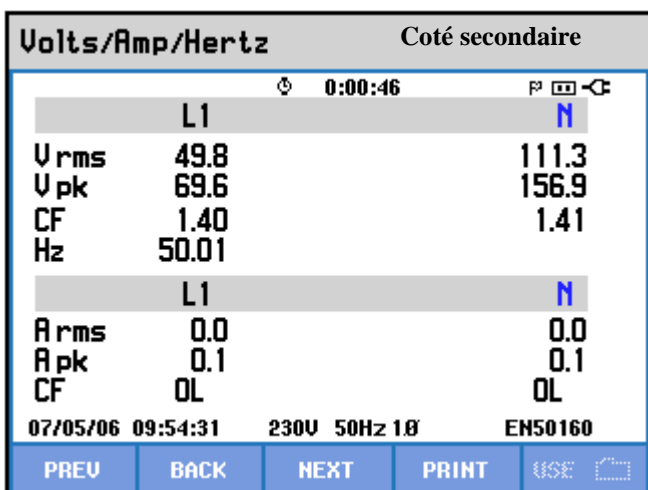 Volts/Amp/Hertz Coté secondaire
0:00:46
L1 N
Vrms 49.8 111.3
Vpk 69.6 156.9
CF 1.40 1.41
Hz 50.01
L1 N
Arms 0.0 0.0
Apk 0.1 0.1
CF OL OL
07/05/06 09:54:31 230V 50Hz 1Ø EN50160
PREV BACK NEXT PRINT USE